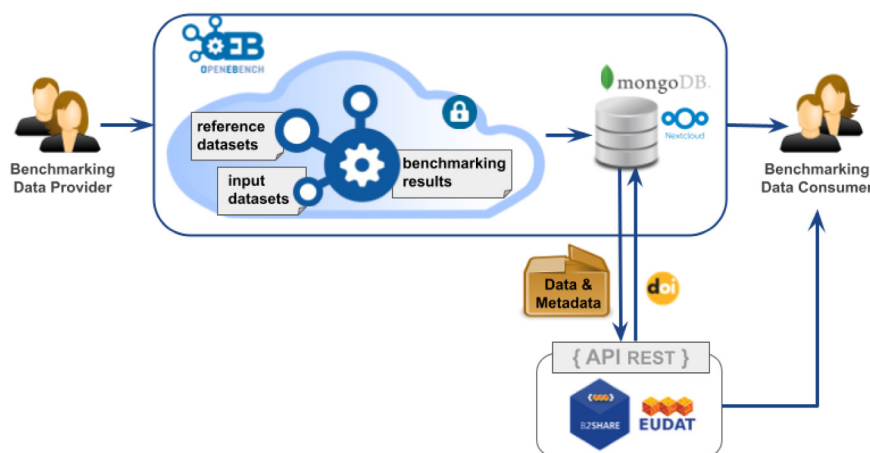 OEB
OPENEBENCH
mongoDB.
Nextcloud
reference
datasets
input
datasets
benchmarking
results
Benchmarking
Data Provider
Benchmarking
Data Consumer
Data &
Metadata
doi
{ API REST }
B2SHARE
EUDAT